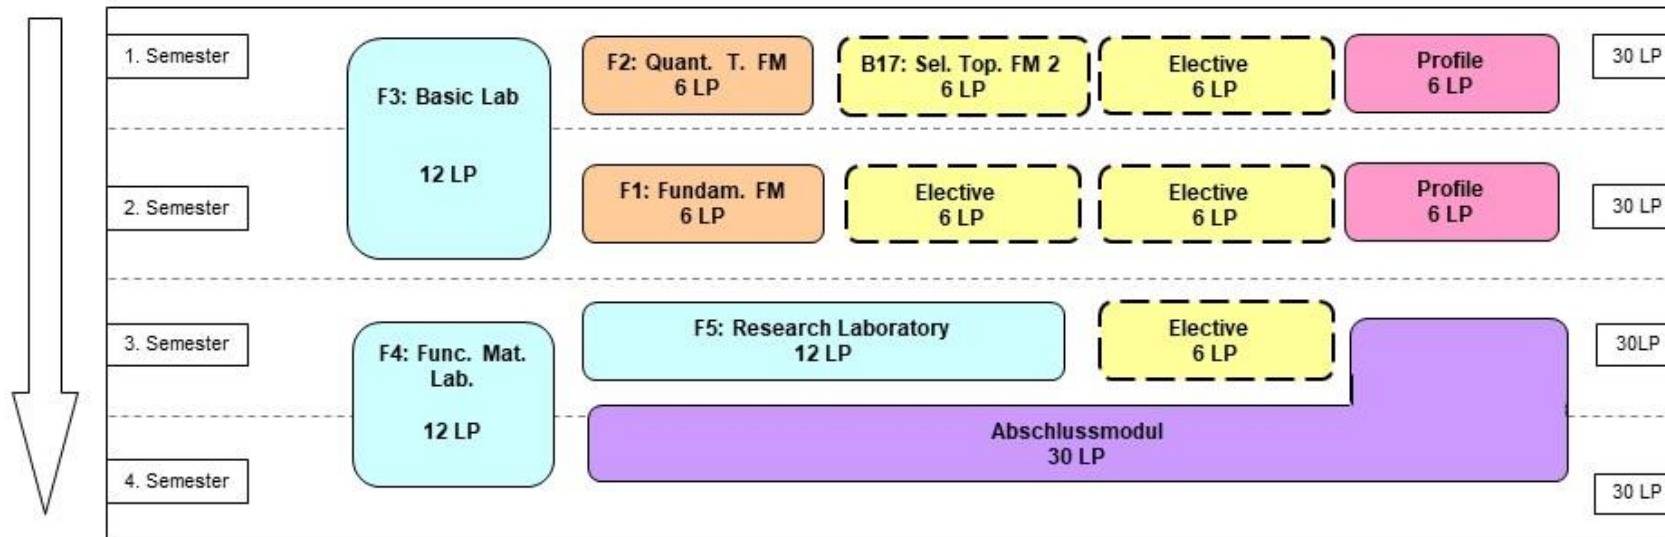 1. Semester
F3: Basic Lab
12 LP
F2: Quant. T. FM
6 LP
B17: Sel. Top. FM 2
6 LP
Elective
6 LP
Profile
6 LP
30 LP
2. Semester
F1: Fundam. FM
6 LP
Elective
6 LP
Elective
6 LP
Profile
6 LP
30 LP
3. Semester
F4: Func. Mat.
Lab.
12 LP
F5: Research Laboratory
12 LP
Elective
6 LP
30LP
4. Semester
Abschlussmodul
30 LP
30 LP